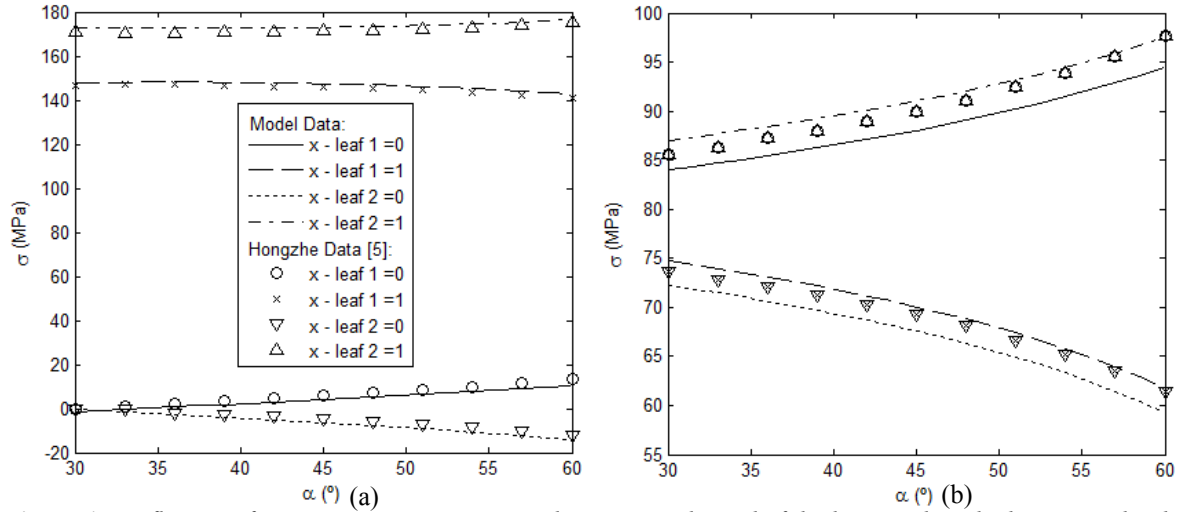 180
160
140
120
100
80
60
40
20
0
-20
σ (MPa)
Model Data:
x - leaf 1 =0
x - leaf 1 =1
x - leaf 2 =0
x - leaf 2 =1
Hongzhe Data [5]:
x - leaf 1 =0
x - leaf 1 =1
x - leaf 2 =0
x - leaf 2 =1
30 35 40 45 50 55 60
α (º) (a)
100
95
90
85
80
75
70
65
60
55
σ (MPa)
30 35 40 45 50 55 60
α (º) (b)